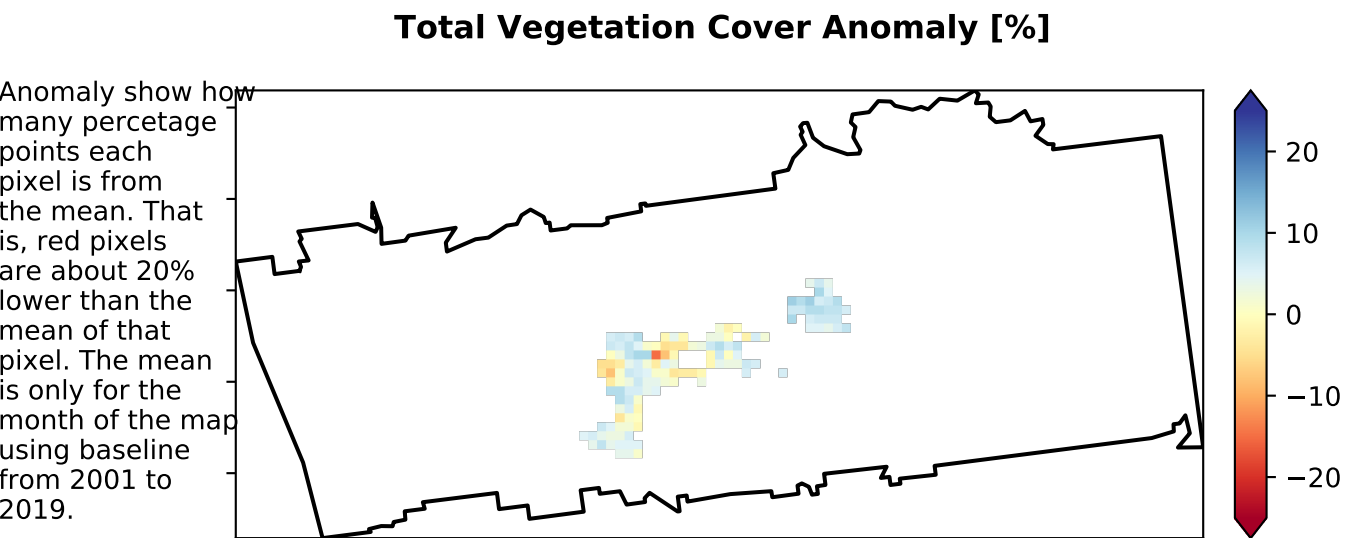 Total Vegetation Cover Anomaly [%]
Anomaly show how
many percetage
points each
pixel is from
the mean. That
is, red pixels
are about 20%
lower than the
mean of that
pixel. The mean
is only for the
month of the map
using baseline
from 2001 to
2019.
20
10
0
−10
−20